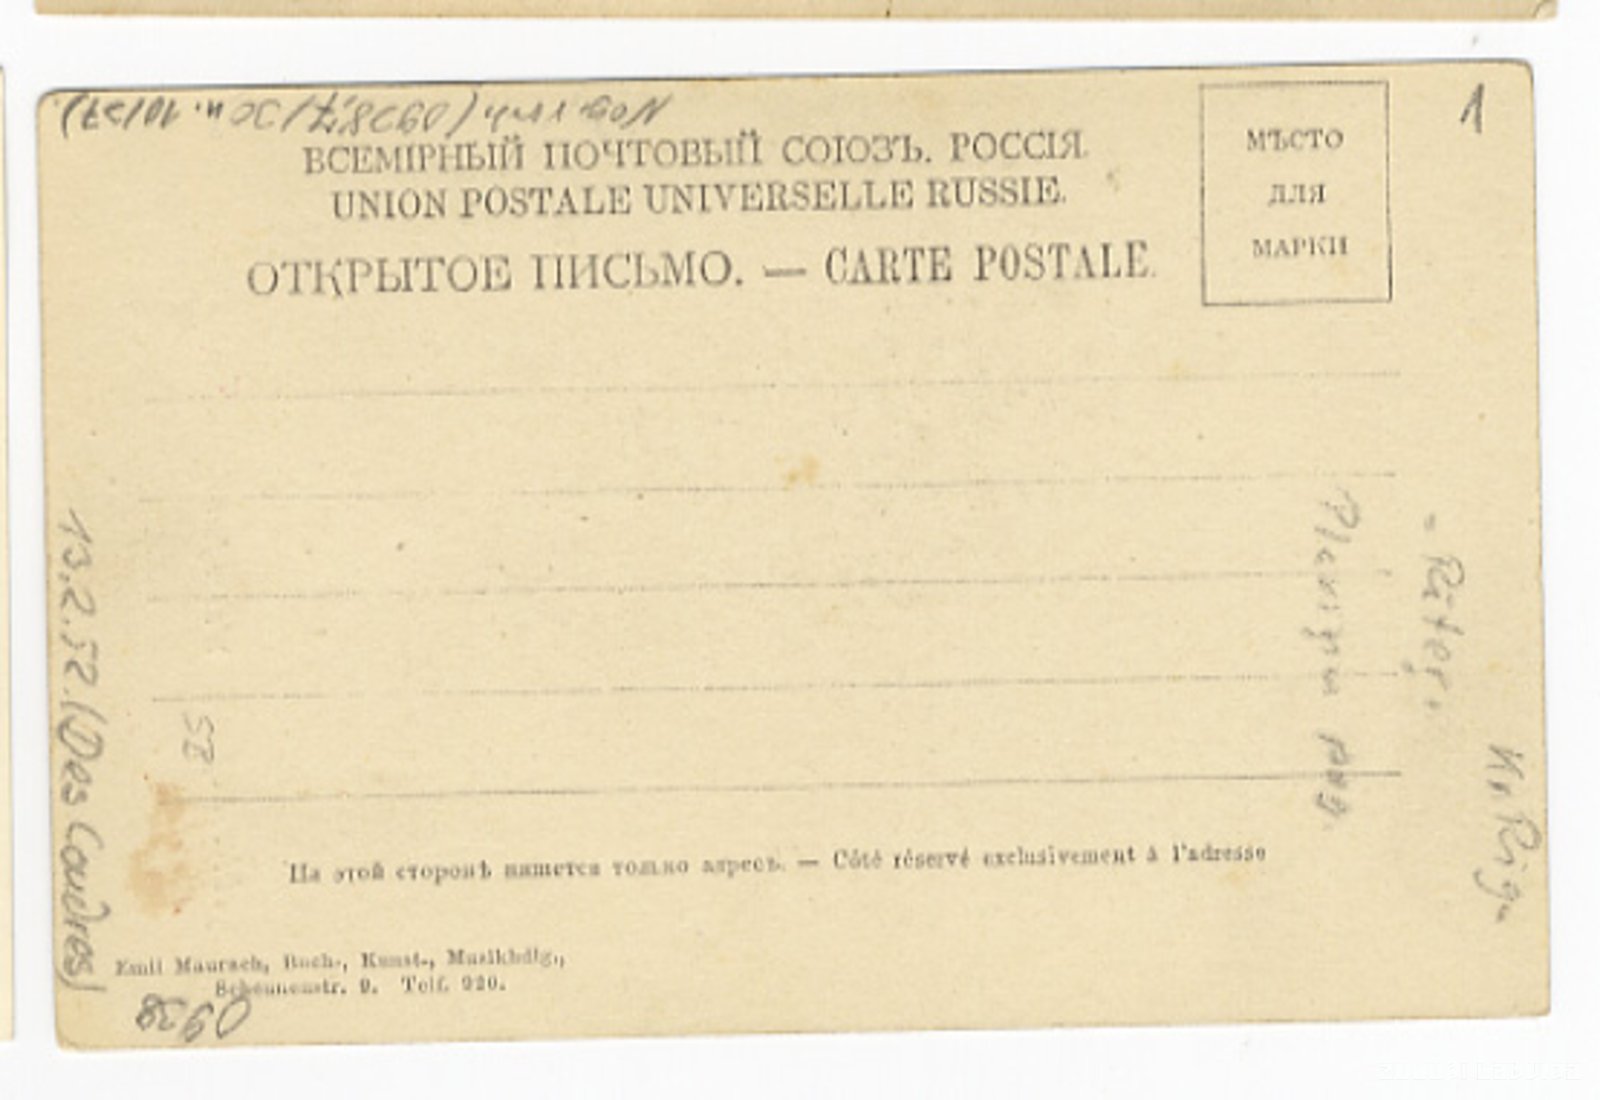 ВСЕМІРНЫЙ ПОЧТОВЫЙ СОЮЗЪ. РОССІЯ.
UNION POSTALE UNIVERSELLE RUSSIE.
ОТКРЫТОЕ ПИСЬМО. — CARTE POSTALE.
МѢСТО
ДЛЯ
МАРКИ
1
13.2.52. (Des Coudres)
Kr. Riga
На этой сторонѣ пишется только адресъ. — Côté réservé exclusivement à l'adresse
Emil Maurach, Buch-, Kunst-, Musikhdlg.,
Scheunenstr. 9. Telf. 920.